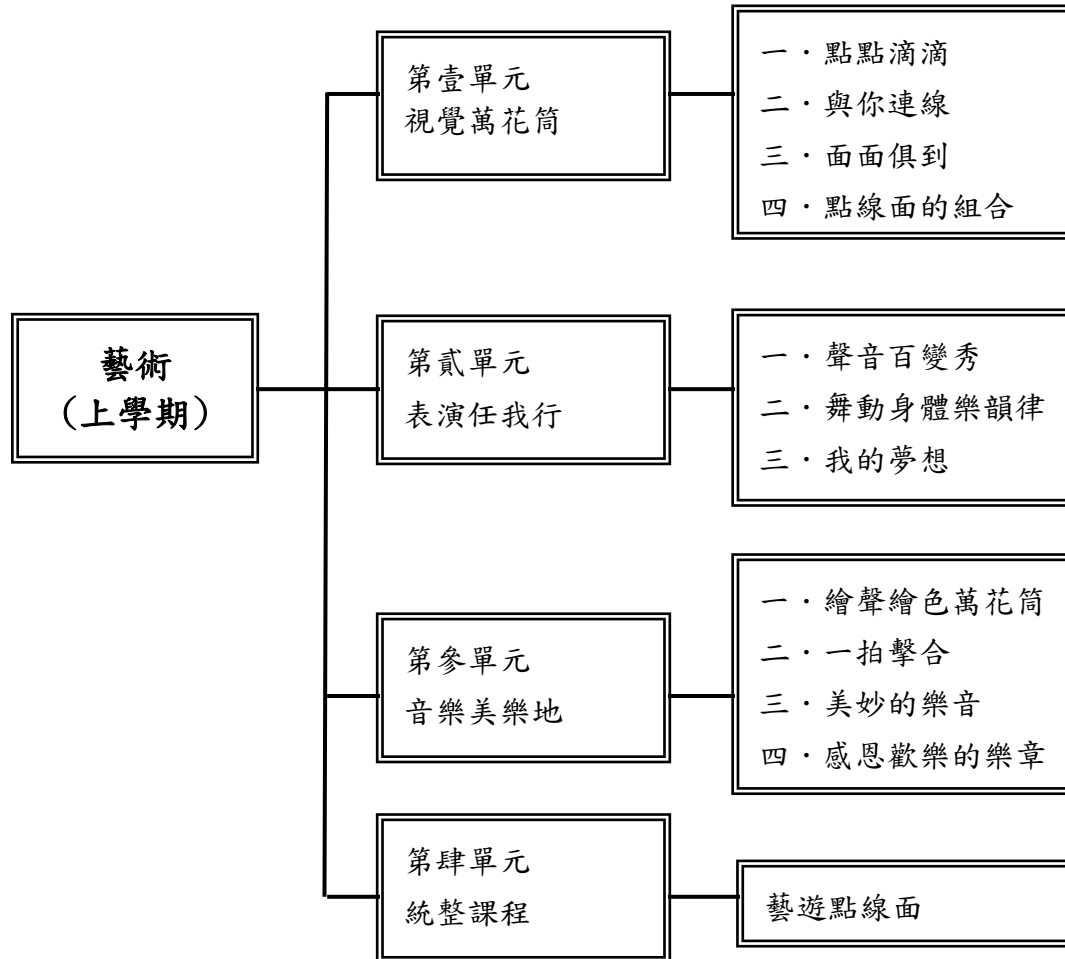 藝術
(上學期)
第壹單元
視覺萬花筒
一．點點滴滴
二．與你連線
三．面面俱到
四．點線面的組合
第貳單元
表演任我行
一．聲音百變秀
二．舞動身體樂韻律
三．我的夢想
第參單元
音樂美樂地
一．繪聲繪色萬花筒
二．一拍擊合
三．美妙的樂音
四．感恩歡樂的樂章
第肆單元
統整課程
藝遊點線面